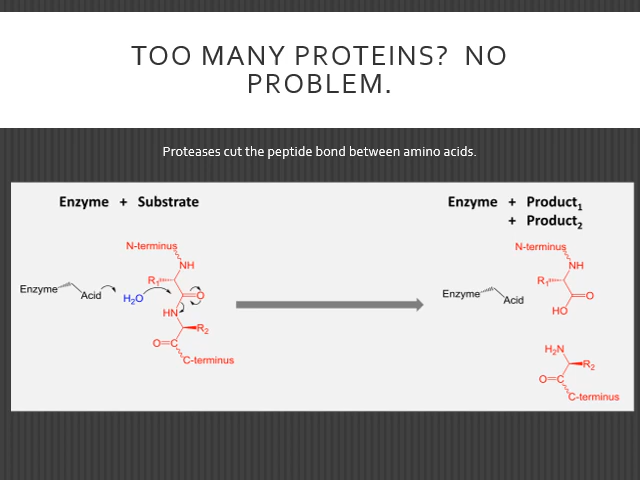 TOO MANY PROTEINS? NO
PROBLEM.
Proteases cut the peptide bond between amino acids.
Enzyme + Substrate
N-terminus
NH
R1
Enzyme
Acid
H2O
O
HN
R2
O
C-terminus
Enzyme + Product1
+ Product2
N-terminus
NH
R1
Enzyme
Acid
O
HO
H2N
R2
O
C-terminus